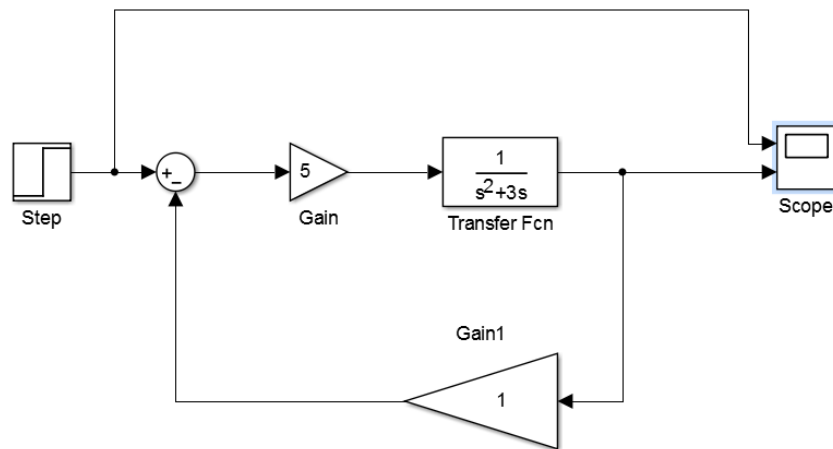 +
−
5
1
s²+3s
Step
Gain
Transfer Fcn
Scope
Gain1
1